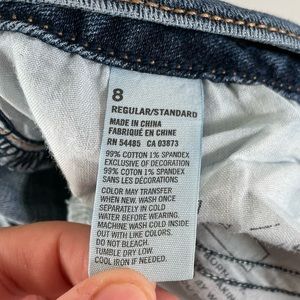 8
REGULAR/STANDARD
MADE IN CHINA
FABRIQUÉ EN CHINE
RN 54485 CA 03873
99% COTTON 1% SPANDEX
EXCLUSIVE OF DECORATION
99% COTTON 1% SPANDEX
SANS LES DÉCORATIONS
COLOR MAY TRANSFER
WHEN NEW. WASH ONCE
SEPARATELY IN COLD
WATER BEFORE WEARING.
MACHINE WASH COLD INSIDE
OUT WITH LIKE COLORS.
DO NOT BLEACH.
TUMBLE DRY LOW.
COOL IRON IF NEEDED.